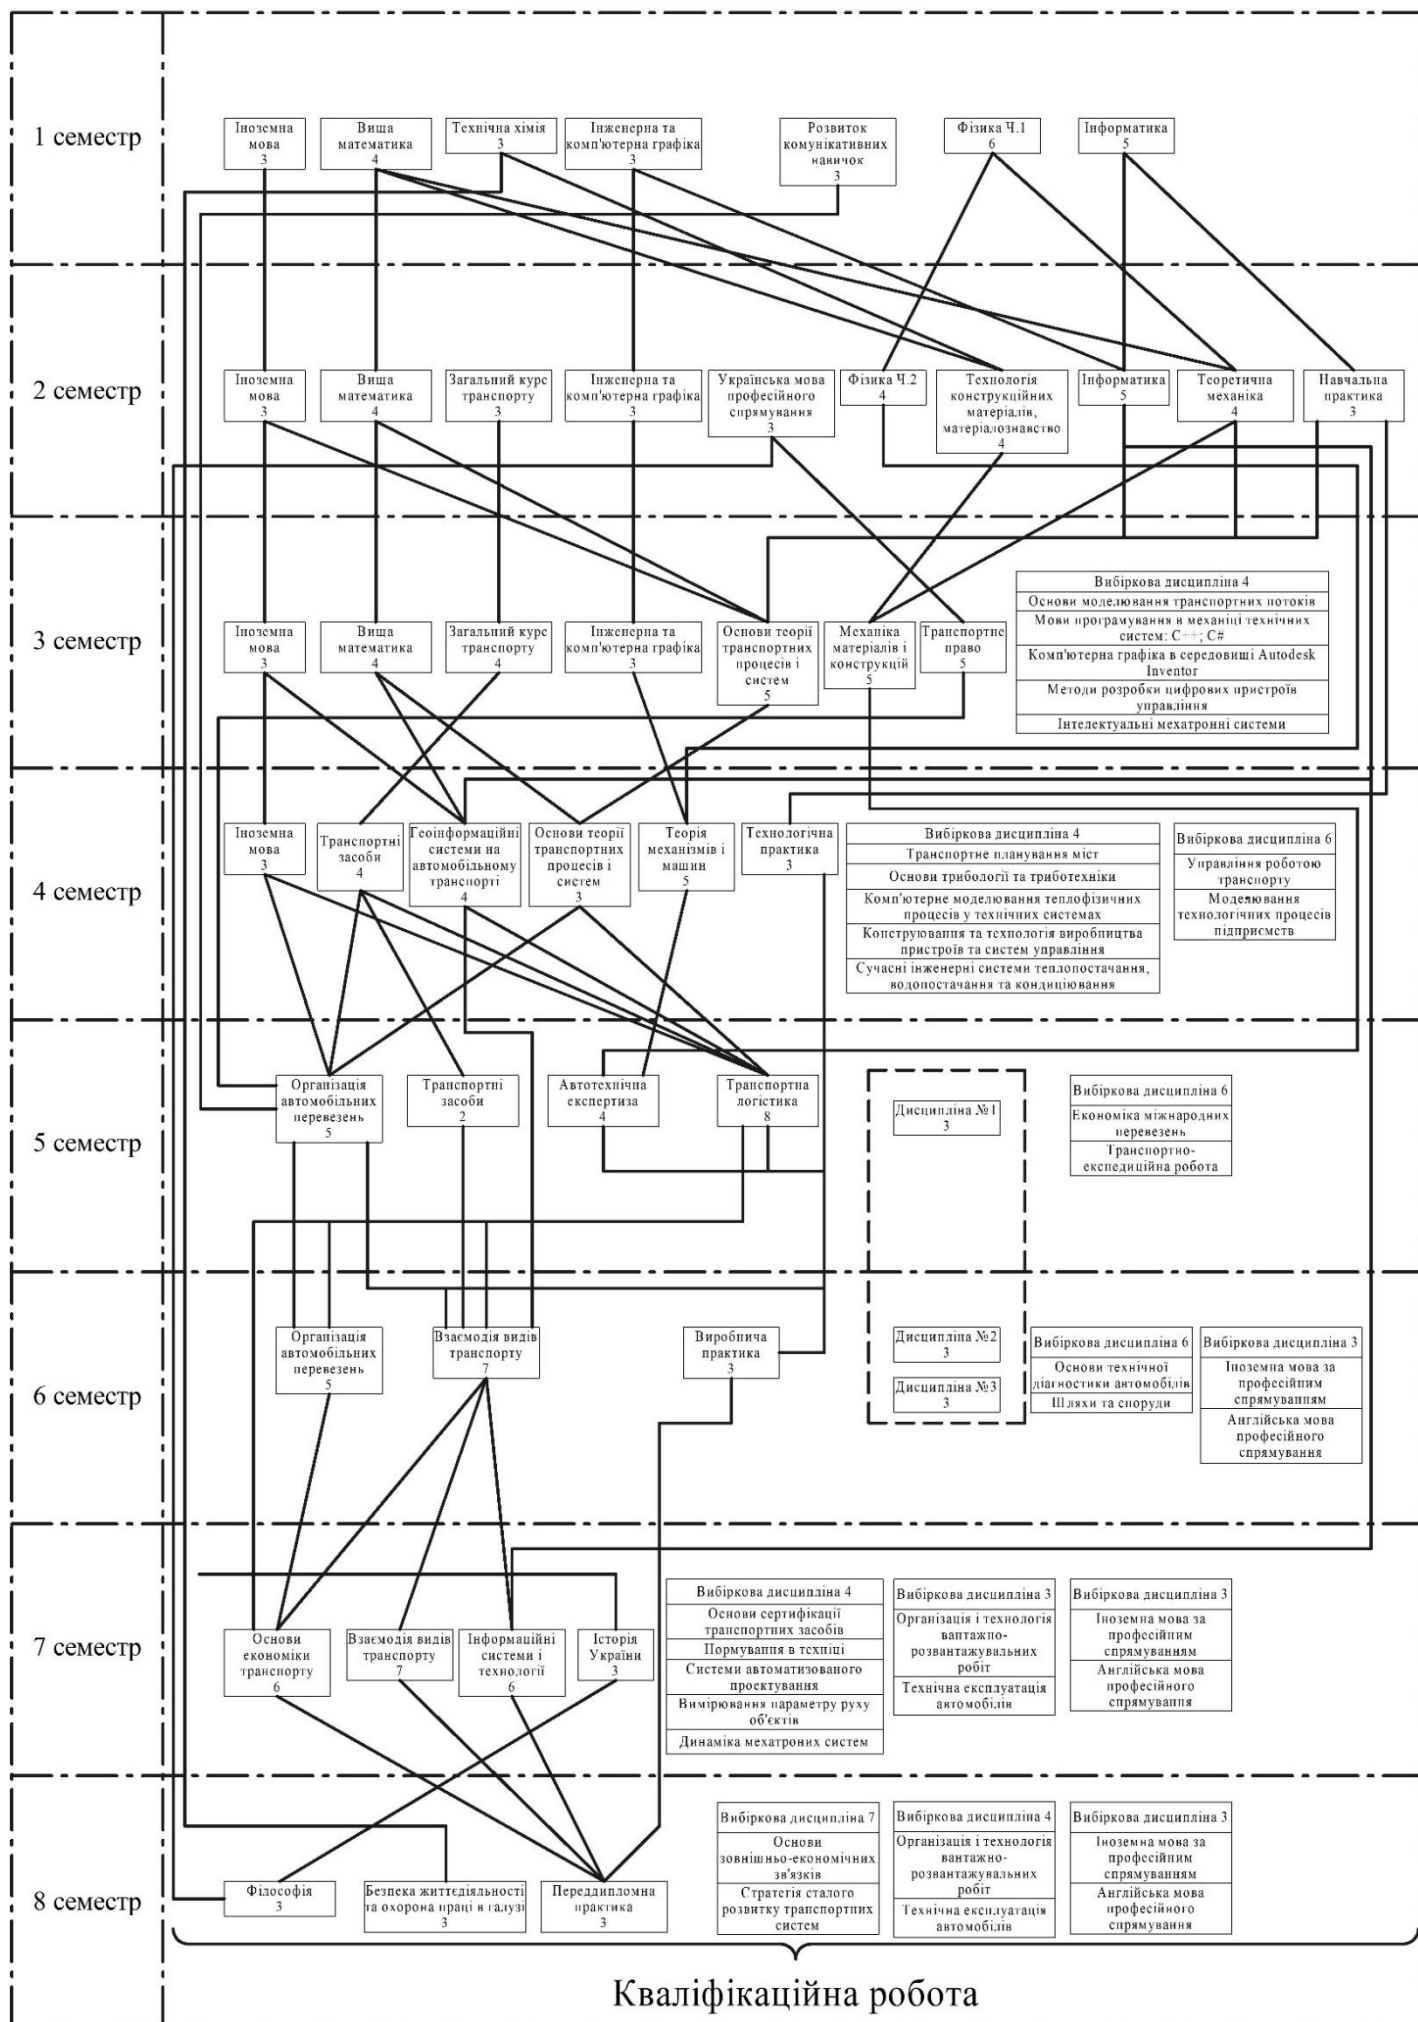 1 семестр
Іноземна
мова
3
Вища
математика
4
Технічна хімія
3
Інженерна та
комп'ютерна графіка
3
Розвиток
комунікативних
навичок
3
Фізика Ч.1
6
Інформатика
5
2 семестр
Іноземна
мова
3
Вища
математика
4
Загальний курс
транспорту
3
Інженерна та
комп'ютерна графіка
3
Українська мова
професійного
спрямування
3
Фізика Ч.2
4
Технологія
конструкційних
матеріалів,
матеріалознавство
4
Інформатика
5
Теоретична
механіка
4
Навчальна
практика
3
3 семестр
Іноземна
мова
3
Вища
математика
4
Загальний курс
транспорту
4
Інженерна та
комп'ютерна графіка
3
Основи теорії
транспортних
процесів і
систем
5
Механіка
матеріалів і
конструкцій
5
Транспортне
право
5
Вибіркова дисципліна 4
Основи моделювання транспортних потоків
Мови програмування в механіці технічних
систем: C++; C#
Комп'ютерна графіка в середовищі Autodesk
Inventor
Методи розробки цифрових пристроїв
управління
Інтелектуальні мехатронні системи
4 семестр
Іноземна
мова
3
Транспортні
засоби
4
Геоінформаційні
системи на
автомобільному
транспорті
4
Основи теорії
транспортних
процесів і
систем
3
Теорія
механізмів і
машин
5
Технологічна
практика
3
Вибіркова дисципліна 4
Транспортне планування міст
Основи трибології та триботехніки
Комп'ютерне моделювання теплофізичних
процесів у технічних системах
Конструювання та технологія виробництва
пристроїв та систем управління
Сучасні інженерні системи теплопостачання,
водопостачання та кондиціювання
Вибіркова дисципліна 6
Управління роботою
транспорту
Моделювання
технологічних процесів
підприємств
5 семестр
Організація
автомобільних
перевезень
5
Транспортні
засоби
2
Автотехнічна
експертиза
4
Транспортна
логістика
8
Дисципліна №1
3
Вибіркова дисципліна 6
Економіка міжнародних
перевезень
Транспортно-
експедиційна робота
6 семестр
Організація
автомобільних
перевезень
5
Взаємодія видів
транспорту
7
Виробнича
практика
3
Дисципліна №2
3
Дисципліна №3
3
Вибіркова дисципліна 6
Основи технічної
діагностики автомобілів
Шляхи та споруди
Вибіркова дисципліна 3
Іноземна мова за
професійним
спрямуванням
Англійська мова
професійного
спрямування
7 семестр
Основи
економіки
транспорту
6
Взаємодія видів
транспорту
7
Інформаційні
системи і
технології
6
Історія
України
3
Вибіркова дисципліна 4
Основи сертифікації
транспортних засобів
Нормування в техніці
Системи автоматизованого
проектування
Вимірювання параметру руху
об'єктів
Динаміка мехатроних систем
Вибіркова дисципліна 3
Організація і технологія
вантажно-
розвантажувальних
робіт
Технічна експлуатація
автомобілів
Вибіркова дисципліна 3
Іноземна мова за
професійним
спрямуванням
Англійська мова
професійного
спрямування
8 семестр
Філософія
3
Безпека життєдіяльності
та охорона праці в галузі
3
Переддипломна
практика
3
Вибіркова дисципліна 7
Основи
зовнішньо-економічних
зв'язків
Стратегія сталого
розвитку транспортних
систем
Вибіркова дисципліна 4
Організація і технологія
вантажно-
розвантажувальних
робіт
Технічна експлуатація
автомобілів
Вибіркова дисципліна 3
Іноземна мова за
професійним
спрямуванням
Англійська мова
професійного
спрямування
Кваліфікаційна робота